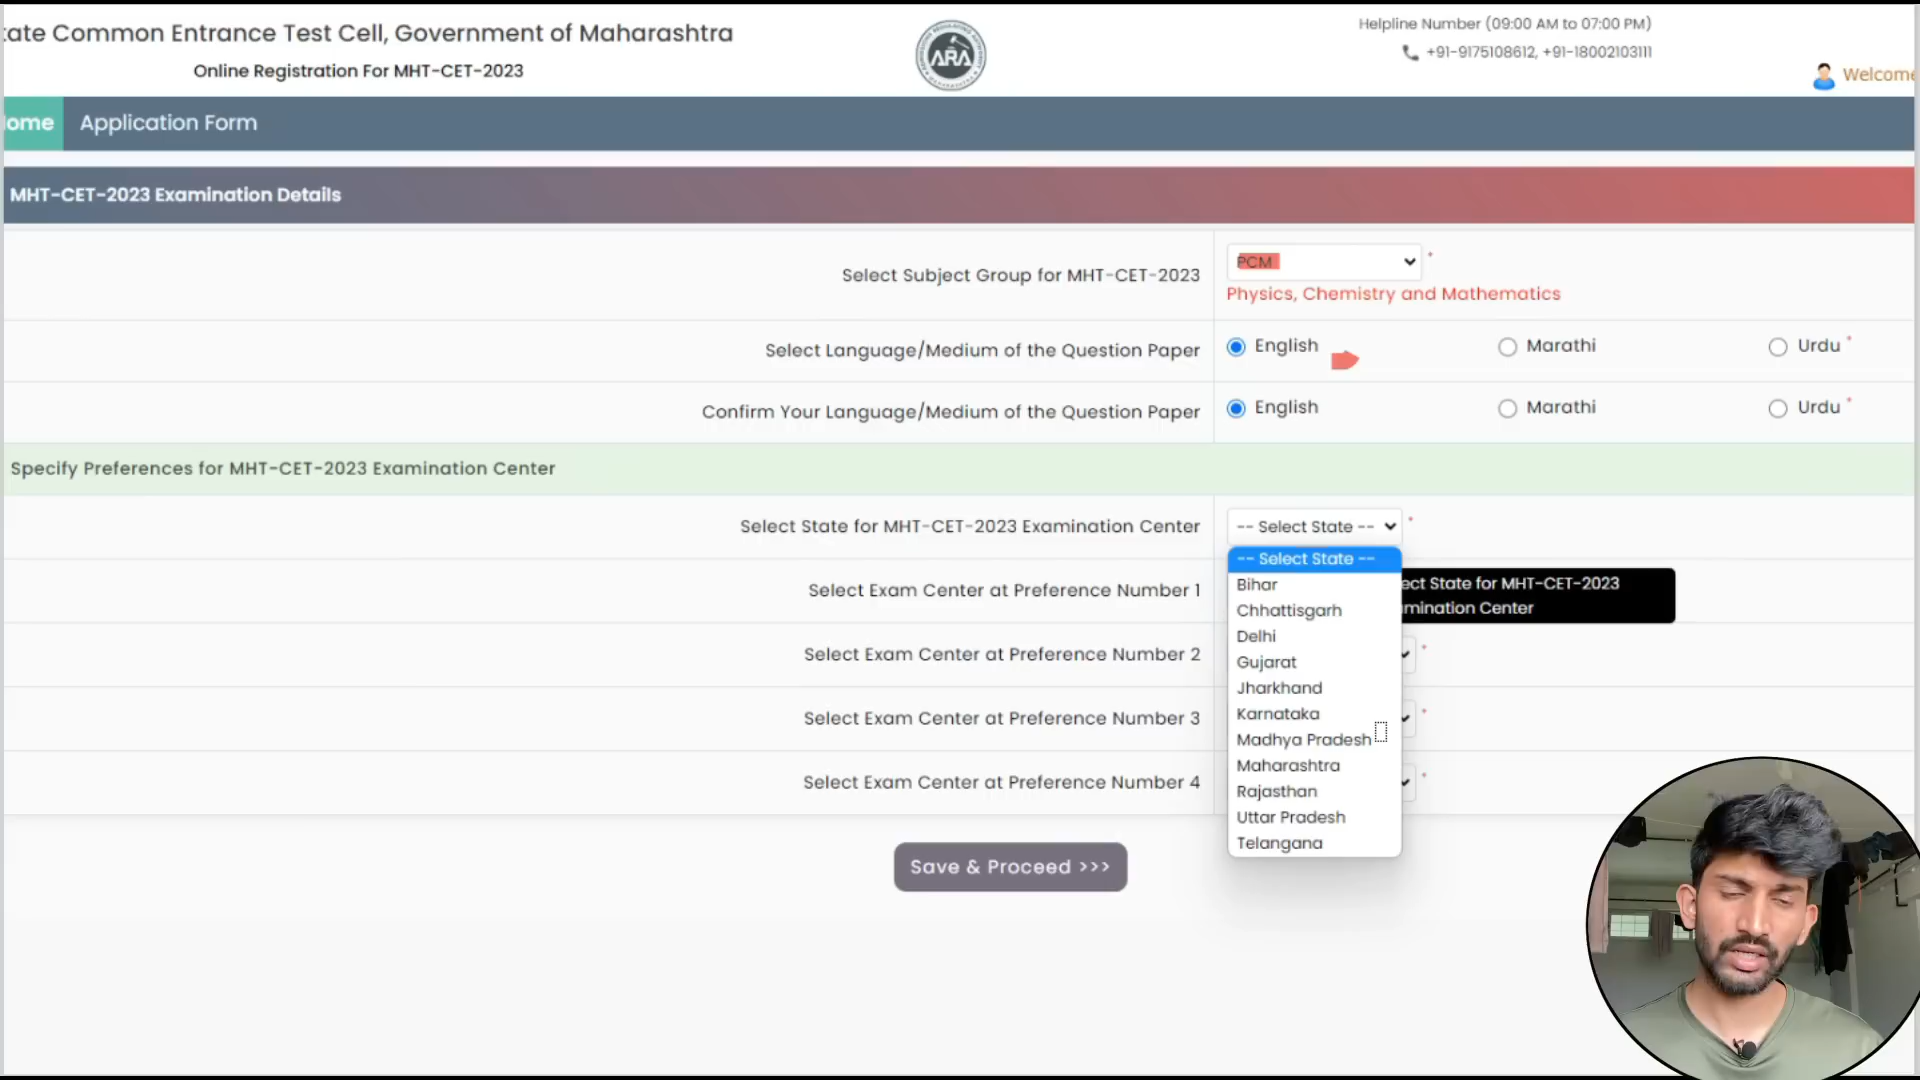 tate Common Entrance Test Cell, Government of Maharashtra
Online Registration For MHT-CET-2023
ARA
Helpline Number (09:00 AM to 07:00 PM)
+91-9175108612, +91-18002103111
Welcome
ome
Application Form
MHT-CET-2023 Examination Details
Select Subject Group for MHT-CET-2023
PCM
*
Physics, Chemistry and Mathematics
Select Language/Medium of the Question Paper
English
Marathi
Urdu *
Confirm Your Language/Medium of the Question Paper
English
Marathi
Urdu *
Specify Preferences for MHT-CET-2023 Examination Center
Select State for MHT-CET-2023 Examination Center
-- Select State -- *
-- Select State --
Bihar
Chhattisgarh
Delhi
Gujarat
Jharkhand
Karnataka
Madhya Pradesh
Maharashtra
Rajasthan
Uttar Pradesh
Telangana
ect State for MHT-CET-2023
mination Center
Select Exam Center at Preference Number 1
Select Exam Center at Preference Number 2
*
Select Exam Center at Preference Number 3
*
Select Exam Center at Preference Number 4
*
Save & Proceed >>>